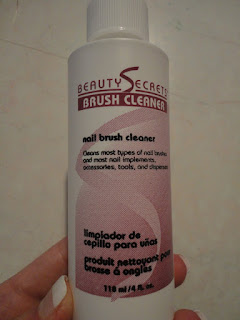 BEAUTY SECRETS
BRUSH CLEANER
nail brush cleaner
Cleans most types of nail brushes
and most nail implements,
accessories, tools, and dispensers
limpiador de
cepillo para uñas
produit nettoyant pour
brosse à ongles
118 ml/4 fl. oz.